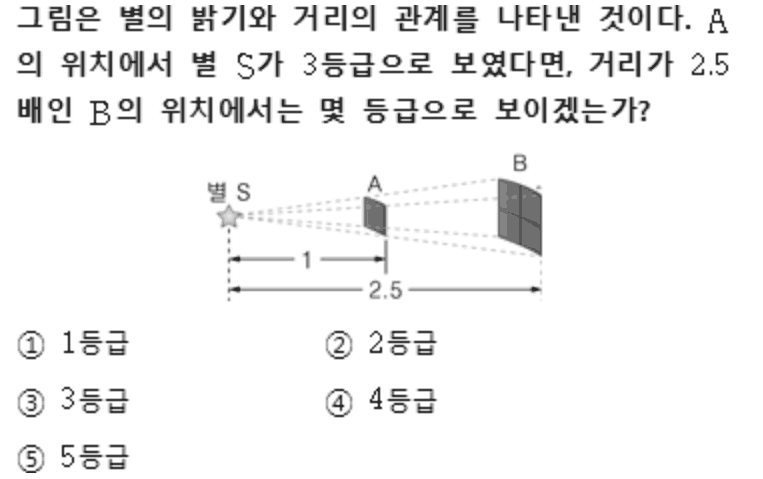 그림은 별의 밝기와 거리의 관계를 나타낸 것이다. A
의 위치에서 별 S가 3등급으로 보였다면, 거리가 2.5
배인 B의 위치에서는 몇 등급으로 보이겠는가?
B
별 S
A
1
2.5
① 1등급 ② 2등급
③ 3등급 ④ 4등급
⑤ 5등급